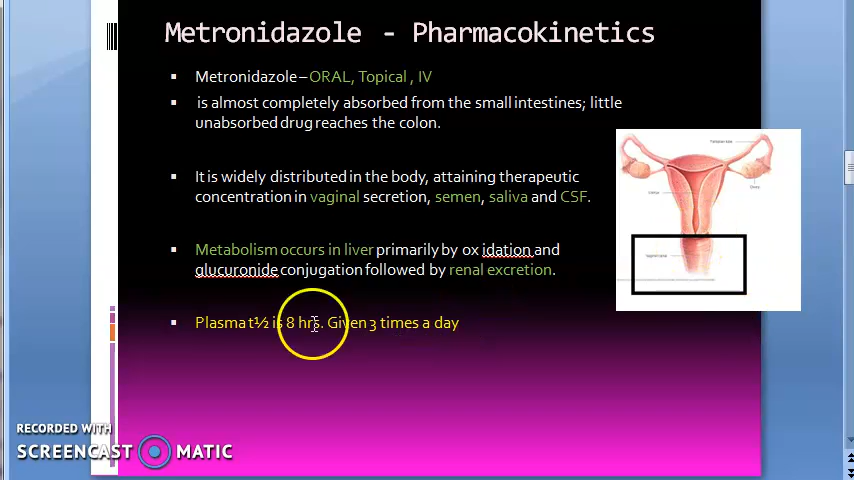 Metronidazole - Pharmacokinetics
Metronidazole – ORAL, Topical , IV
is almost completely absorbed from the small intestines; little
unabsorbed drug reaches the colon.
It is widely distributed in the body, attaining therapeutic
concentration in vaginal secretion, semen, saliva and CSF.
Metabolism occurs in liver primarily by ox idation and
glucuronide conjugation followed by renal excretion.
Plasma t½ is 8 hrs. Given 3 times a day
RECORDED WITH
SCREENCAST MATIC